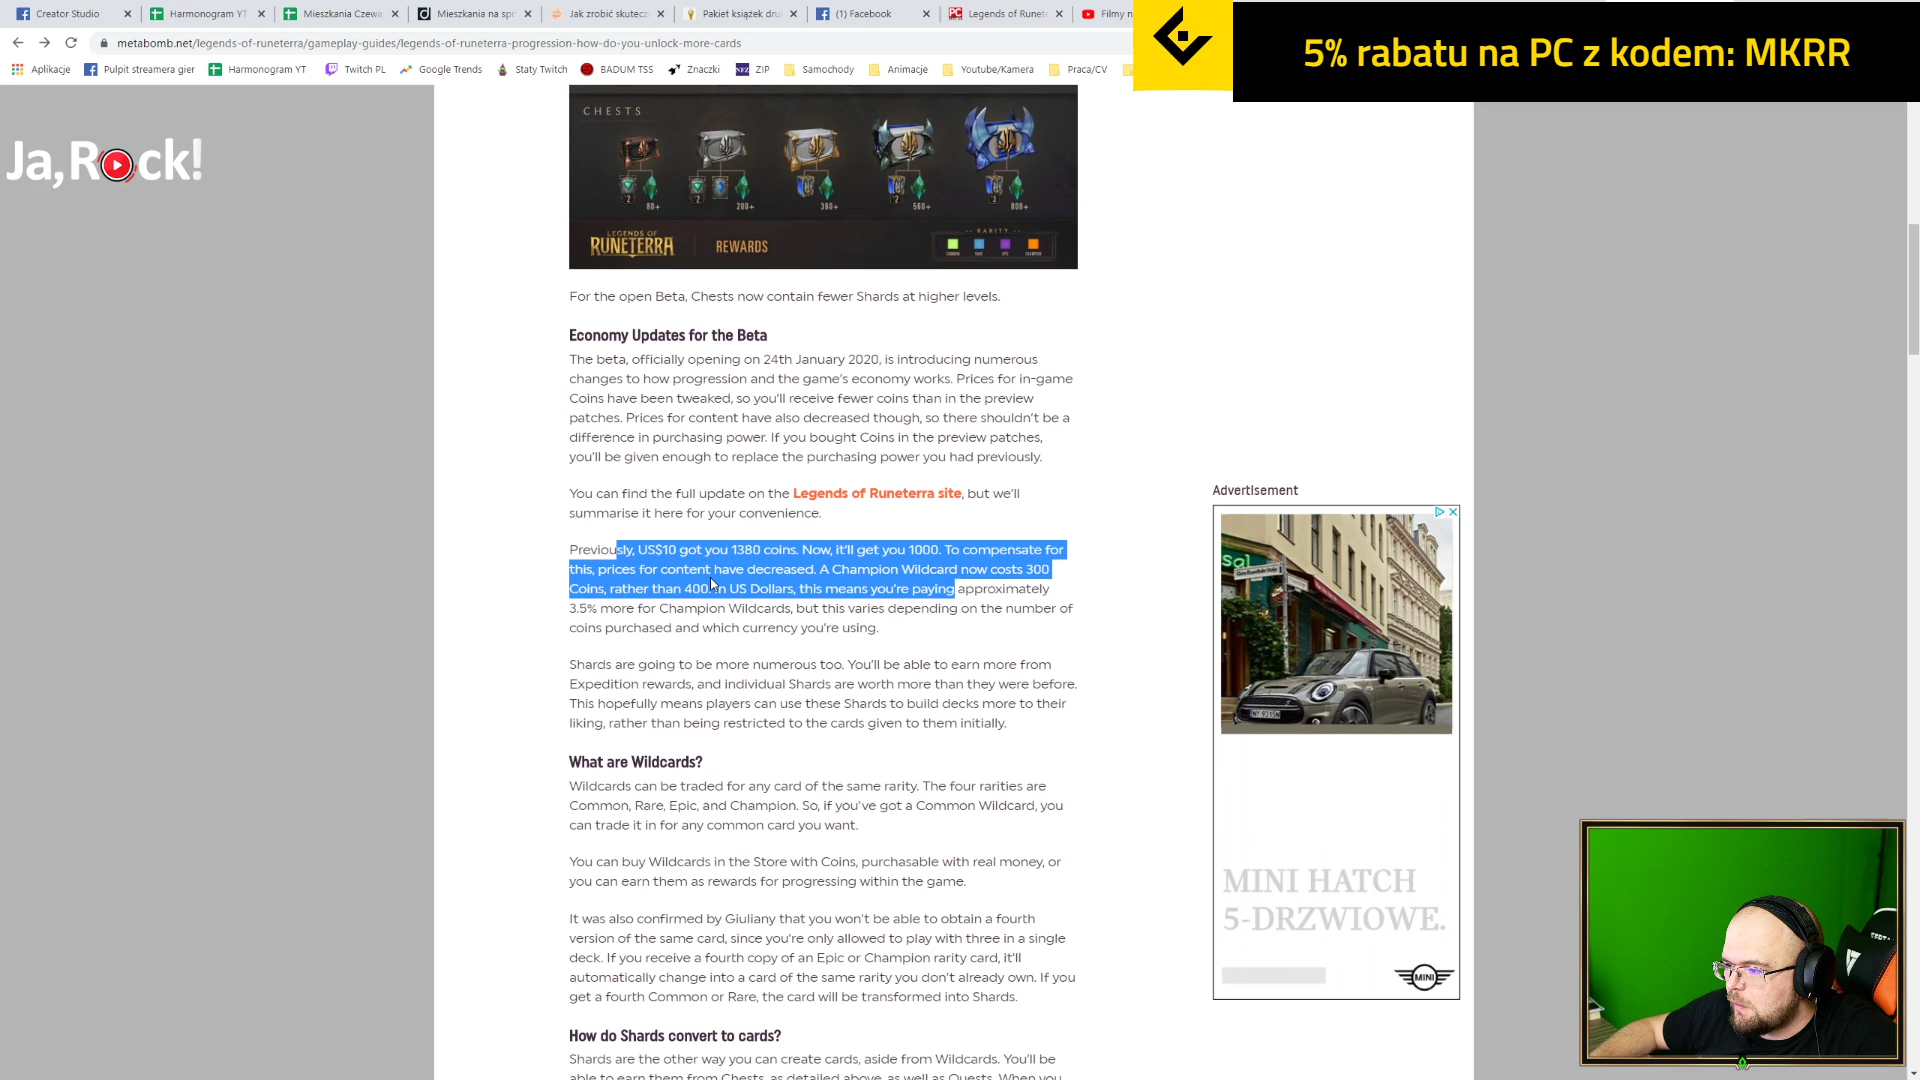 Creator Studio
Harmonogram YT
Mieszkania Czewa
Mieszkania na spr
Jak zrobić skutecz
Pakiet książek dru
(1) Facebook
Legends of Runete
Filmy n
metabomb.net/legends-of-runeterra/gameplay-guides/legends-of-runeterra-progression-how-do-you-unlock-more-cards
Aplikacje
Pulpit streamera gier
Harmonogram YT
Twitch PL
Google Trends
Staty Twitch
BADUM TSS
Znaczki
ZIP
Samochody
Animacje
Youtube/Kamera
Praca/CV
5% rabatu na PC z kodem: MKRR
Ja,Rock!
CHESTS
2 80+
2 200+
360+
2 560+
3 800+
LEGENDS OF
RUNETERRA
REWARDS
RARITY
For the open Beta, Chests now contain fewer Shards at higher levels.
Economy Updates for the Beta
The beta, officially opening on 24th January 2020, is introducing numerous
changes to how progression and the game's economy works. Prices for in-game
Coins have been tweaked, so you'll receive fewer coins than in the preview
patches. Prices for content have also decreased though, so there shouldn't be a
difference in purchasing power. If you bought Coins in the preview patches,
you'll be given enough to replace the purchasing power you had previously.
You can find the full update on the Legends of Runeterra site, but we'll
summarise it here for your convenience.
Previously, US$10 got you 1380 coins. Now, it'll get you 1000. To compensate for
this, prices for content have decreased. A Champion Wildcard now costs 300
Coins, rather than 400. In US Dollars, this means you're paying approximately
3.5% more for Champion Wildcards, but this varies depending on the number of
coins purchased and which currency you're using.
Shards are going to be more numerous too. You'll be able to earn more from
Expedition rewards, and individual Shards are worth more than they were before.
This hopefully means players can use these Shards to build decks more to their
liking, rather than being restricted to the cards given to them initially.
What are Wildcards?
Wildcards can be traded for any card of the same rarity. The four rarities are
Common, Rare, Epic, and Champion. So, if you've got a Common Wildcard, you
can trade it in for any common card you want.
You can buy Wildcards in the Store with Coins, purchasable with real money, or
you can earn them as rewards for progressing within the game.
It was also confirmed by Giuliany that you won't be able to obtain a fourth
version of the same card, since you're only allowed to play with three in a single
deck. If you receive a fourth copy of an Epic or Champion rarity card, it'll
automatically change into a card of the same rarity you don't already own. If you
get a fourth Common or Rare, the card will be transformed into Shards.
How do Shards convert to cards?
Shards are the other way you can create cards, aside from Wildcards. You'll be
able to earn them from Chests, as detailed above, as well as Quests. When you
Advertisement
MINI HATCH
5-DRZWIOWE.
MINI